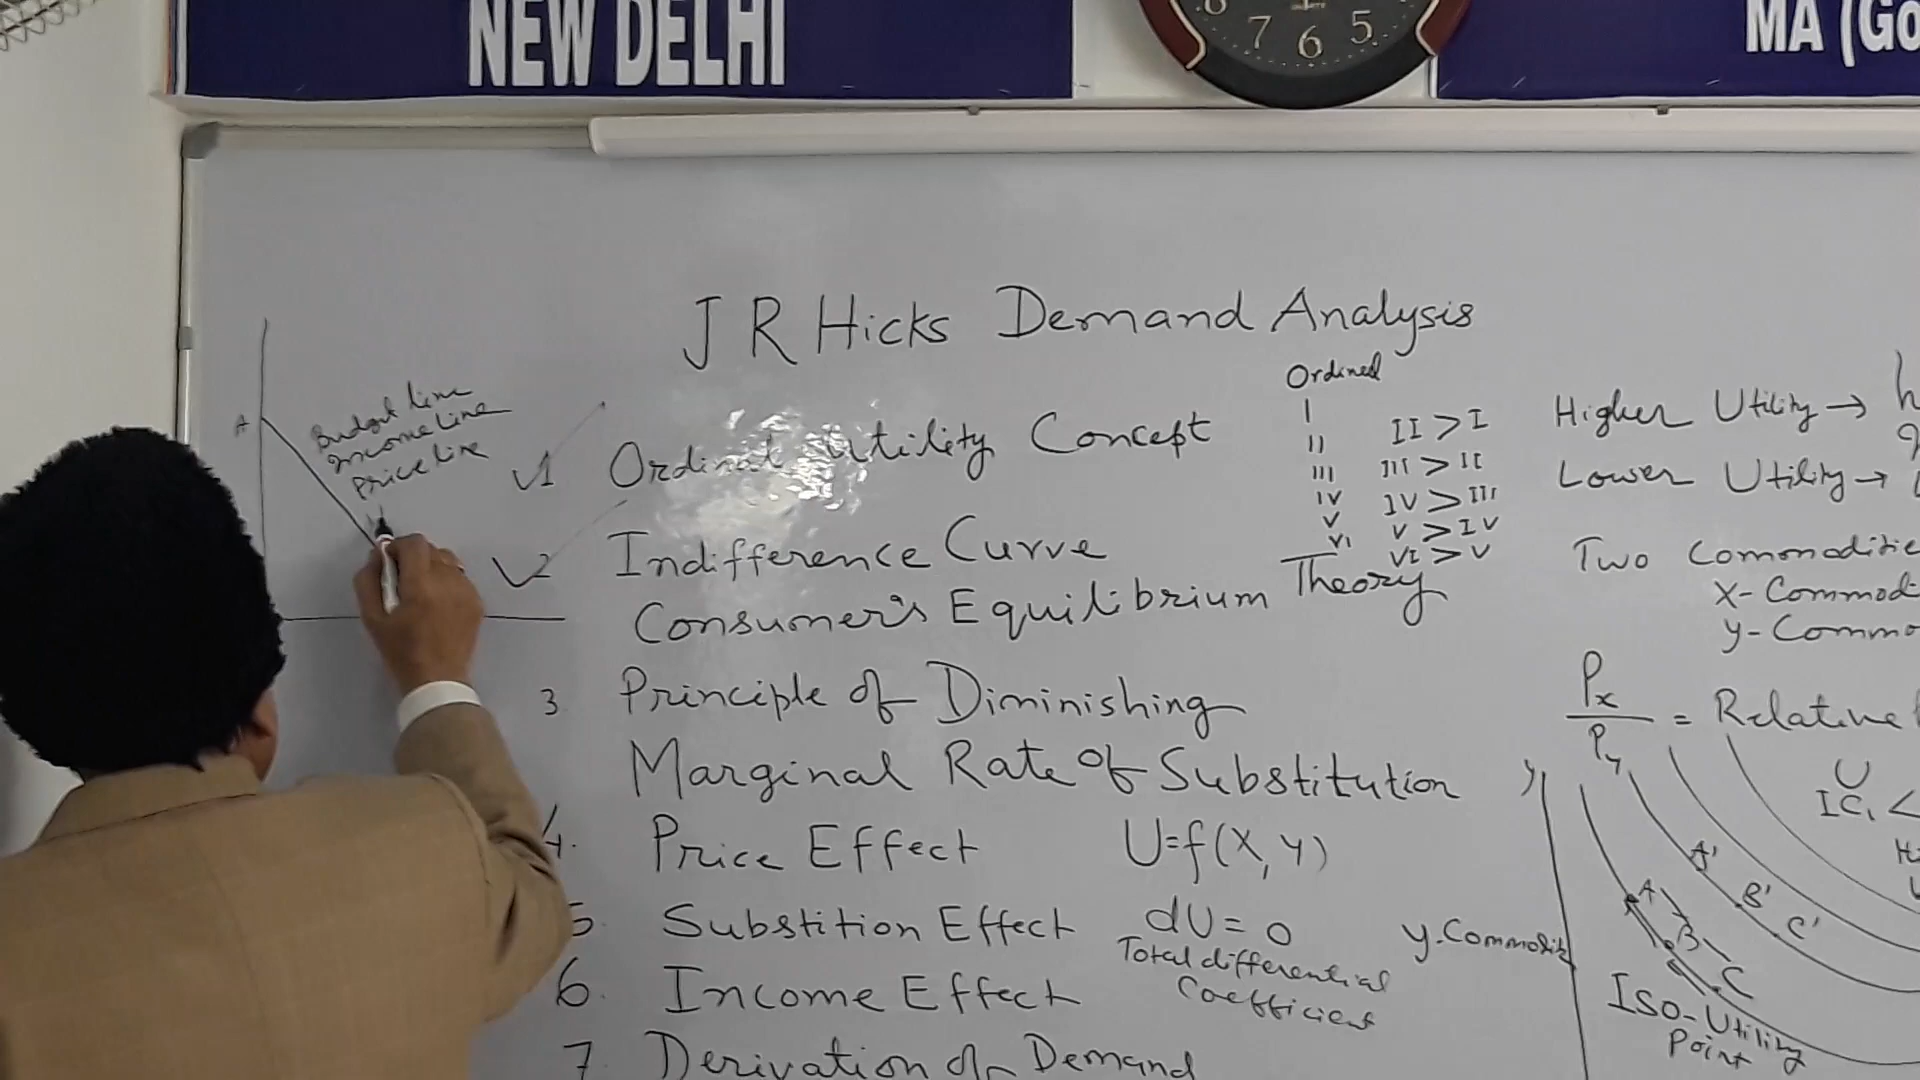 NEW DELHI
MA (Go
7 6 5
J R Hicks Demand Analysis
A
Budget line
Income line
Price line
1 Ordinal Utility Concept
2 Indifference Curve
Consumer's Equilibrium Theory
3. Principle of Diminishing
Marginal Rate of Substitution
4. Price Effect
5. Substition Effect
6. Income Effect
7. Derivation of Demand
U=f(X,Y)
dU=0
Total differential
Coefficient
I
II II>I
III III>II
IV IV>III
V V>IV
VI VI>V
Higher Utility →
Lower Utility →
Two Commoditie
X-Commod
y-Commo
Px
Py = Relative
U
IC1 <
y
A' B' C'
A B C
y-Commodit
Iso-Utility
Point